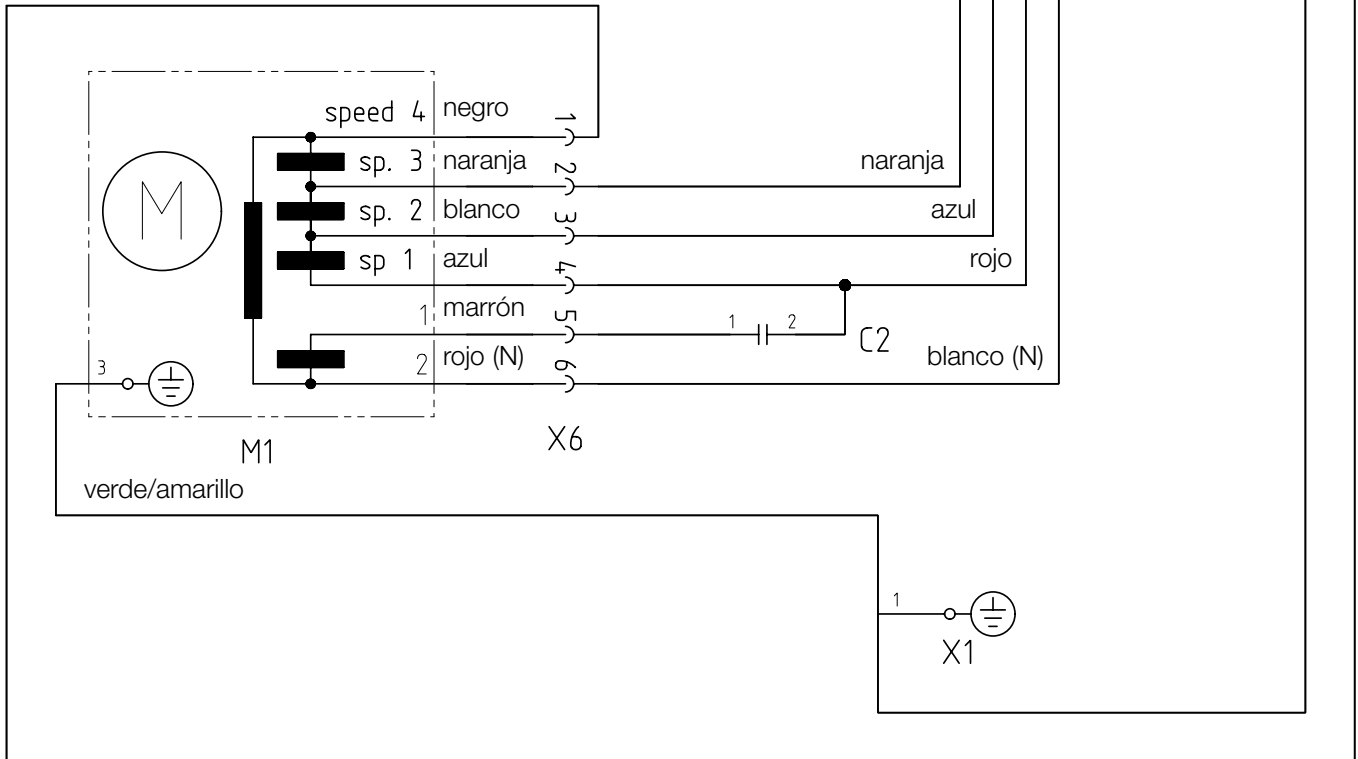 speed 4 negro 1
sp. 3 naranja 2 naranja
M
sp. 2 blanco 3 azul
sp 1 azul 4 rojo
1 marrón 5 1 2 C2
2 rojo (N) 6 blanco (N)
3
M1 X6
verde/amarillo
1
X1